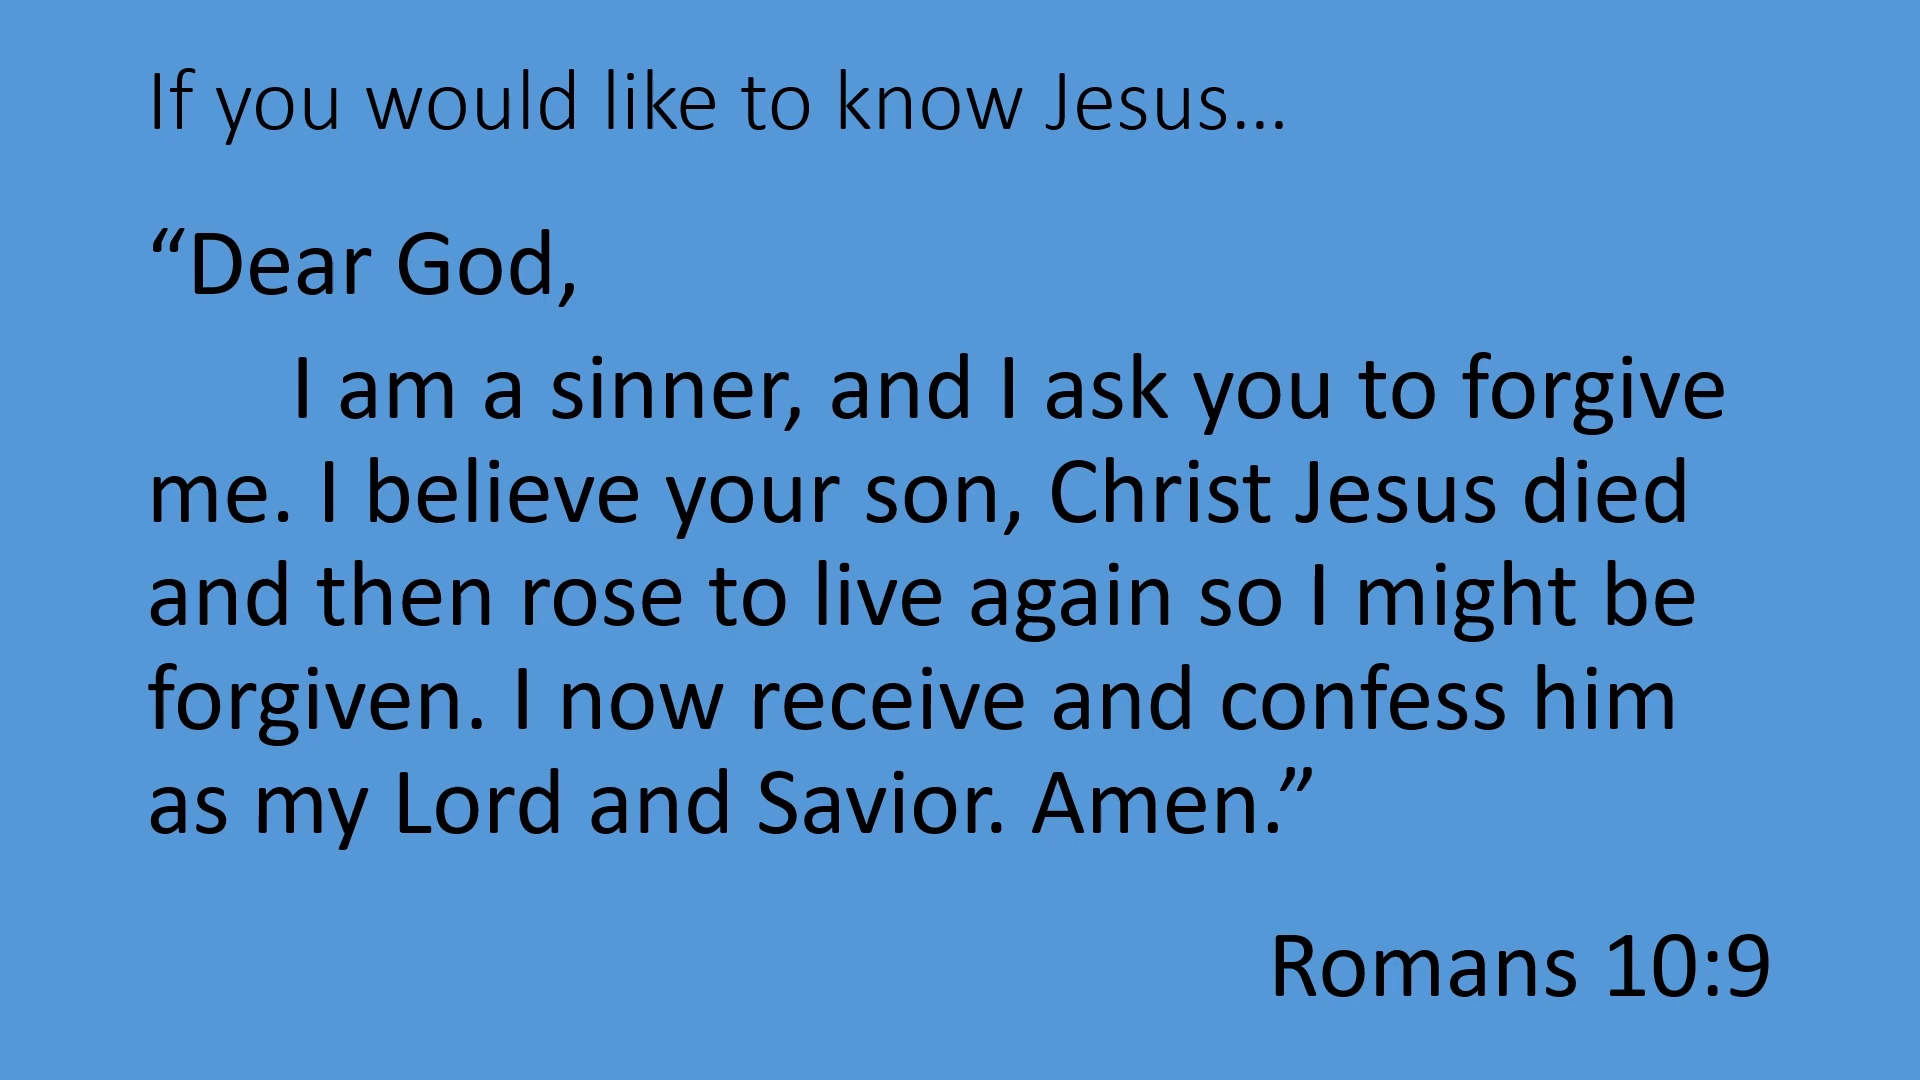 If you would like to know Jesus…
“Dear God,
I am a sinner, and I ask you to forgive
me. I believe your son, Christ Jesus died
and then rose to live again so I might be
forgiven. I now receive and confess him
as my Lord and Savior. Amen.”
Romans 10:9